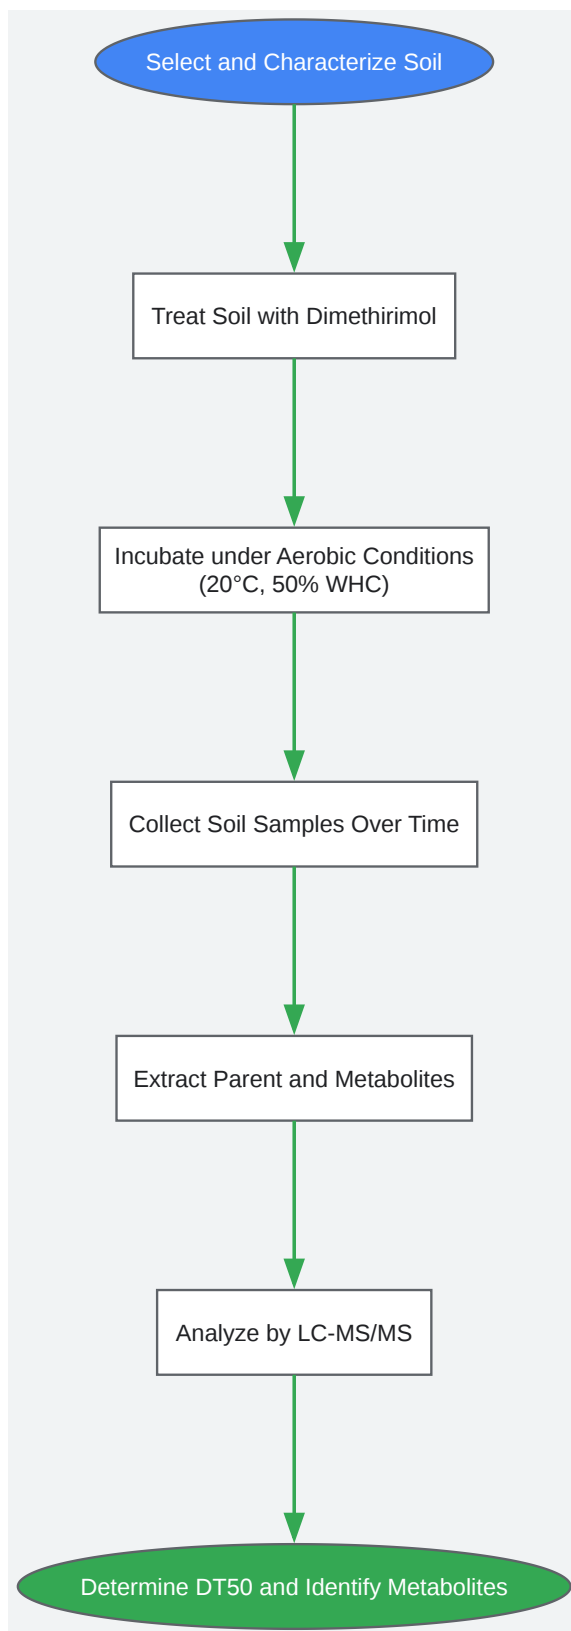 Select and Characterize Soil
Treat Soil with Dimethirimol
Incubate under Aerobic Conditions
(20°C, 50% WHC)
Collect Soil Samples Over Time
Extract Parent and Metabolites
Analyze by LC-MS/MS
Determine DT50 and Identify Metabolites